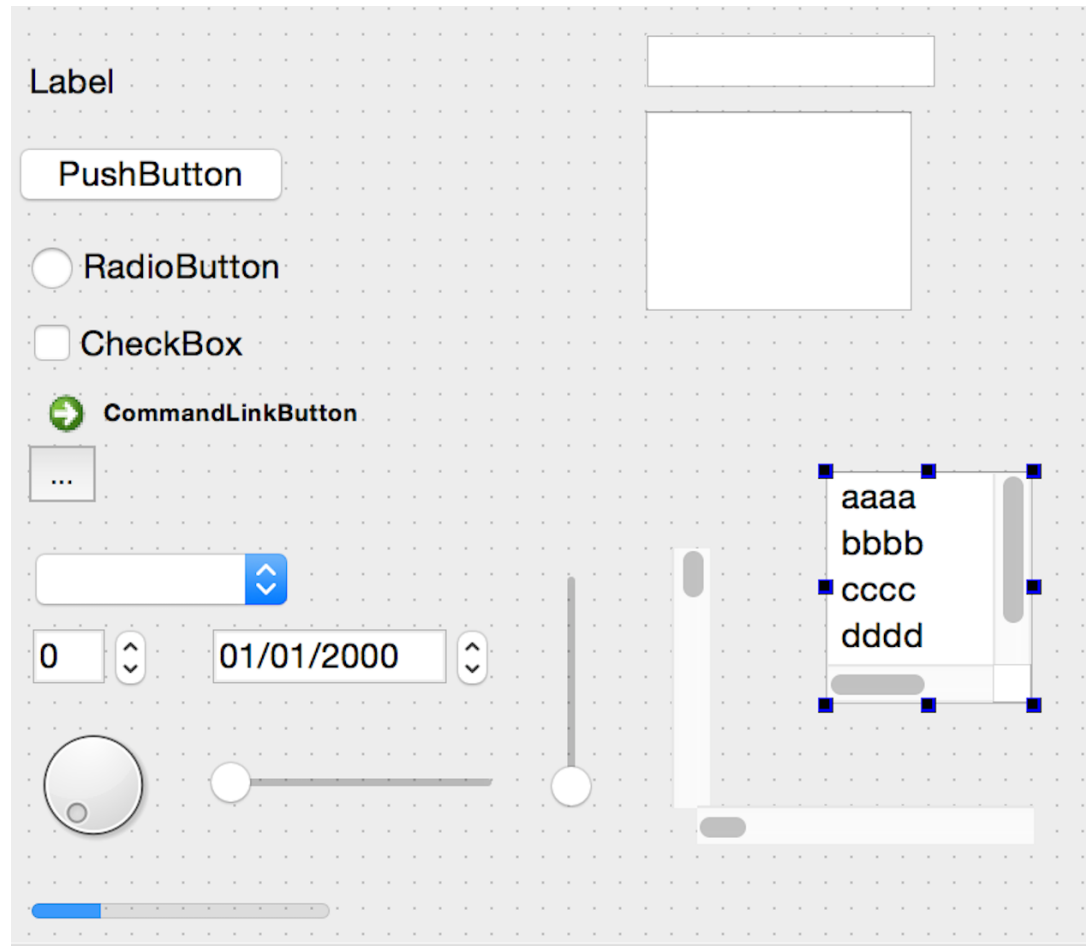 Label
PushButton
RadioButton
CheckBox
CommandLinkButton
...
0
01/01/2000
aaaa
bbbb
cccc
dddd